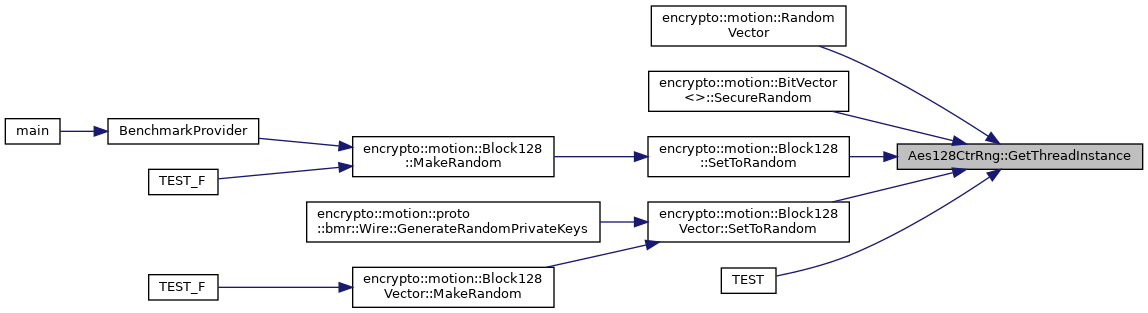 encrypto::motion::Random
Vector
encrypto::motion::BitVector
<>::SecureRandom
main
BenchmarkProvider
encrypto::motion::Block128
::MakeRandom
encrypto::motion::Block128
::SetToRandom
Aes128CtrRng::GetThreadInstance
TEST_F
encrypto::motion::proto
::bmr::Wire::GenerateRandomPrivateKeys
encrypto::motion::Block128
Vector::SetToRandom
TEST_F
encrypto::motion::Block128
Vector::MakeRandom
TEST